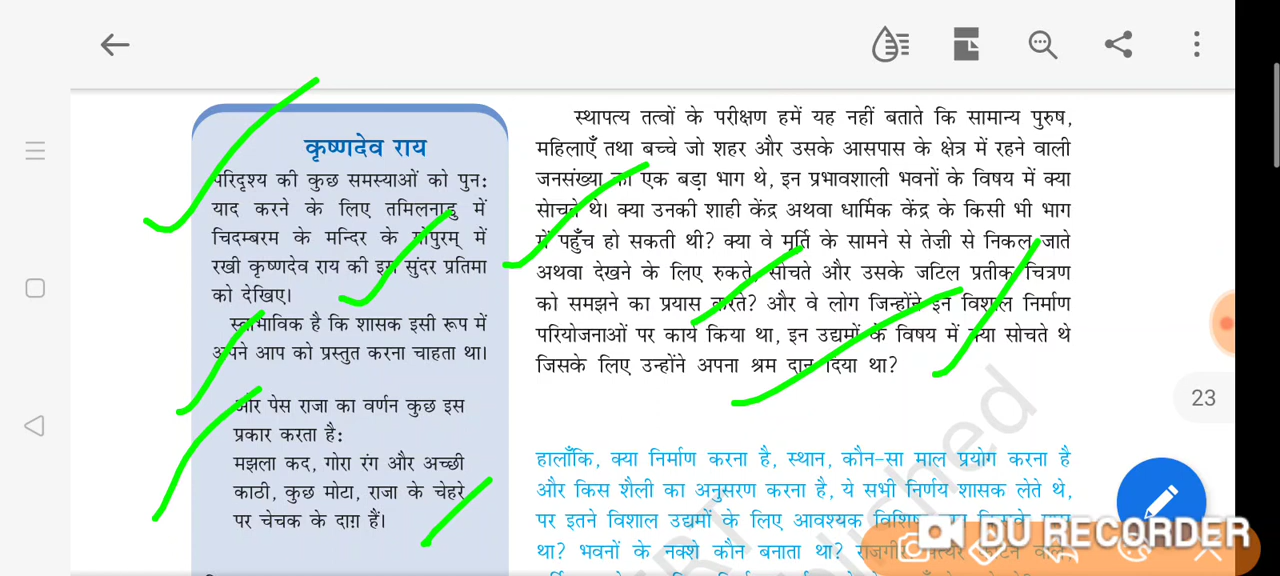 कृष्णदेव राय
परिदृश्य की कुछ समस्याओं को पुन:
याद करने के लिए तमिलनाडु में
चिदम्बरम के मन्दिर के गोपुरम् में
रखी कृष्णदेव राय की इस सुंदर प्रतिमा
को देखिए।
स्वाभाविक है कि शासक इसी रूप में
अपने आप को प्रस्तुत करना चाहता था।
और पेस राजा का वर्णन कुछ इस
प्रकार करता है:
मझला कद, गोरा रंग और अच्छी
काठी, कुछ मोटा, राजा के चेहरे
पर चेचक के दाग़ हैं।
स्थापत्य तत्वों के परीक्षण हमें यह नहीं बताते कि सामान्य पुरुष,
महिलाएँ तथा बच्चे जो शहर और उसके आसपास के क्षेत्र में रहने वाली
जनसंख्या का एक बड़ा भाग थे, इन प्रभावशाली भवनों के विषय में क्या
सेाचते थे। क्या उनकी शाही केंद्र अथवा धार्मिक केंद्र के किसी भी भाग
में पहुँच हो सकती थी? क्या वे मूर्ति के सामने से तेज़ी से निकल जाते
अथवा देखने के लिए रुकते, सोचते और उसके जटिल प्रतीक चित्रण
को समझने का प्रयास करते? और वे लोग जिन्होंने इन विशाल निर्माण
परियोजनाओं पर कार्य किया था, इन उद्यमों के विषय में क्या सोचते थे
जिसके लिए उन्होंने अपना श्रम दान दिया था?
हालाँकि, क्या निर्माण करना है, स्थान, कौन-सा माल प्रयोग करना है
और किस शैली का अनुसरण करना है, ये सभी निर्णय शासक लेते थे,
पर इतने विशाल उद्यमों के लिए आवश्यक
था? भवनों के नक्शे कौन बनाता था? राजगीर
23
DU RECORDER